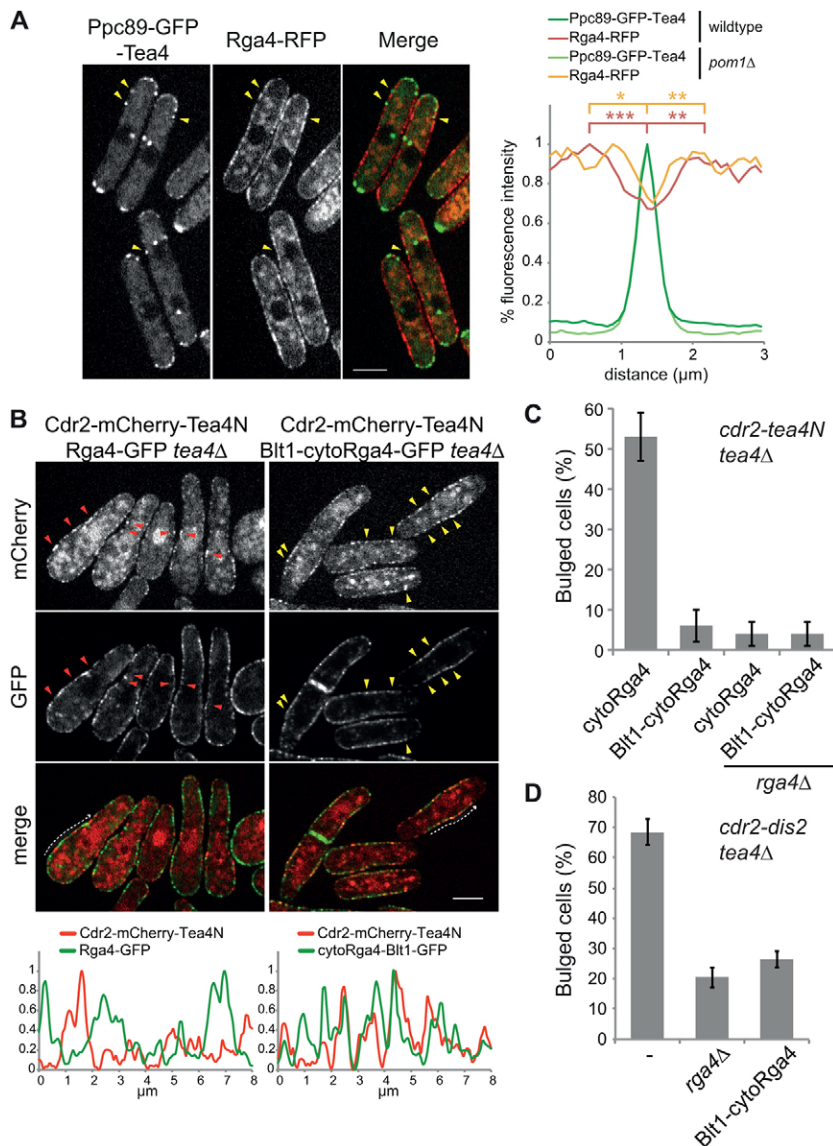 A
Ppc89-GFP
-Tea4
Rga4-RFP
Merge
Ppc89-GFP-Tea4
Rga4-RFP
wildtype
Ppc89-GFP-Tea4
Rga4-RFP
pom1Δ
* **
*** **
% fluorescence intensity
1
0.8
0.6
0.4
0.2
0
0 1 2 3
distance (µm)
B
Cdr2-mCherry-Tea4N
Rga4-GFP tea4Δ
Cdr2-mCherry-Tea4N
Blt1-cytoRga4-GFP tea4Δ
mCherry
GFP
merge
Cdr2-mCherry-Tea4N
Rga4-GFP
1
0.8
0.6
0.4
0.2
0
0 1 2 3 4 5 6 7 8
µm
Cdr2-mCherry-Tea4N
cytoRga4-Blt1-GFP
1
0.8
0.6
0.4
0.2
0
0 1 2 3 4 5 6 7 8
µm
C
cdr2-tea4N
tea4Δ
Bulged cells (%)
60
50
40
30
20
10
0
cytoRga4
Blt1-cytoRga4
cytoRga4
Blt1-cytoRga4
rga4Δ
D
cdr2-dis2
tea4Δ
Bulged cells (%)
80
70
60
50
40
30
20
10
0
-
rga4Δ
Blt1-cytoRga4